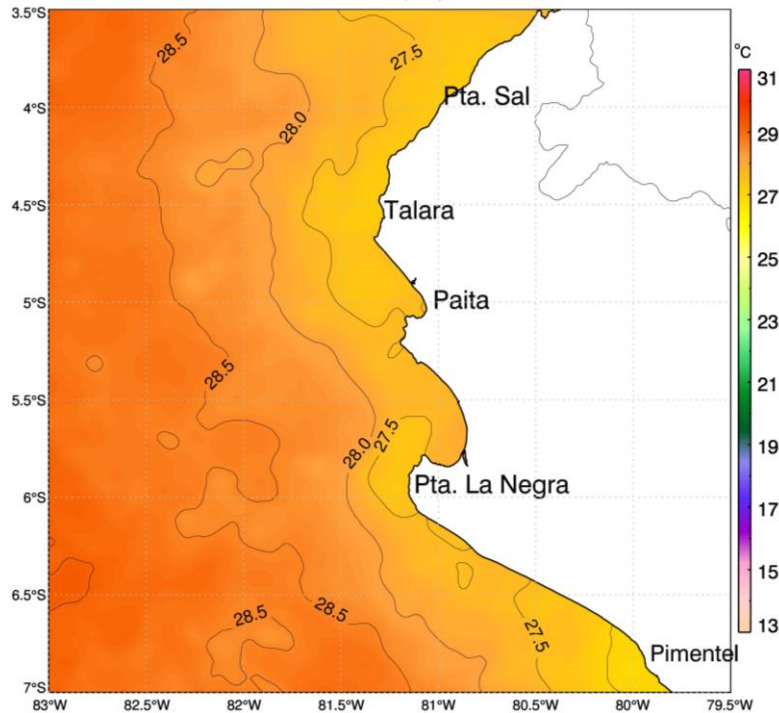 3.5°S
4°S
4.5°S
5°S
5.5°S
6°S
6.5°S
7°S
83°W
82.5°W
82°W
81.5°W
81°W
80.5°W
80°W
79.5°W
28.5
28.0
27.5
Pta. Sal
Talara
Paita
28.5
28.0
27.5
Pta. La Negra
28.5
28.5
27.5
Pimentel
°C
31
29
27
25
23
21
19
17
15
13